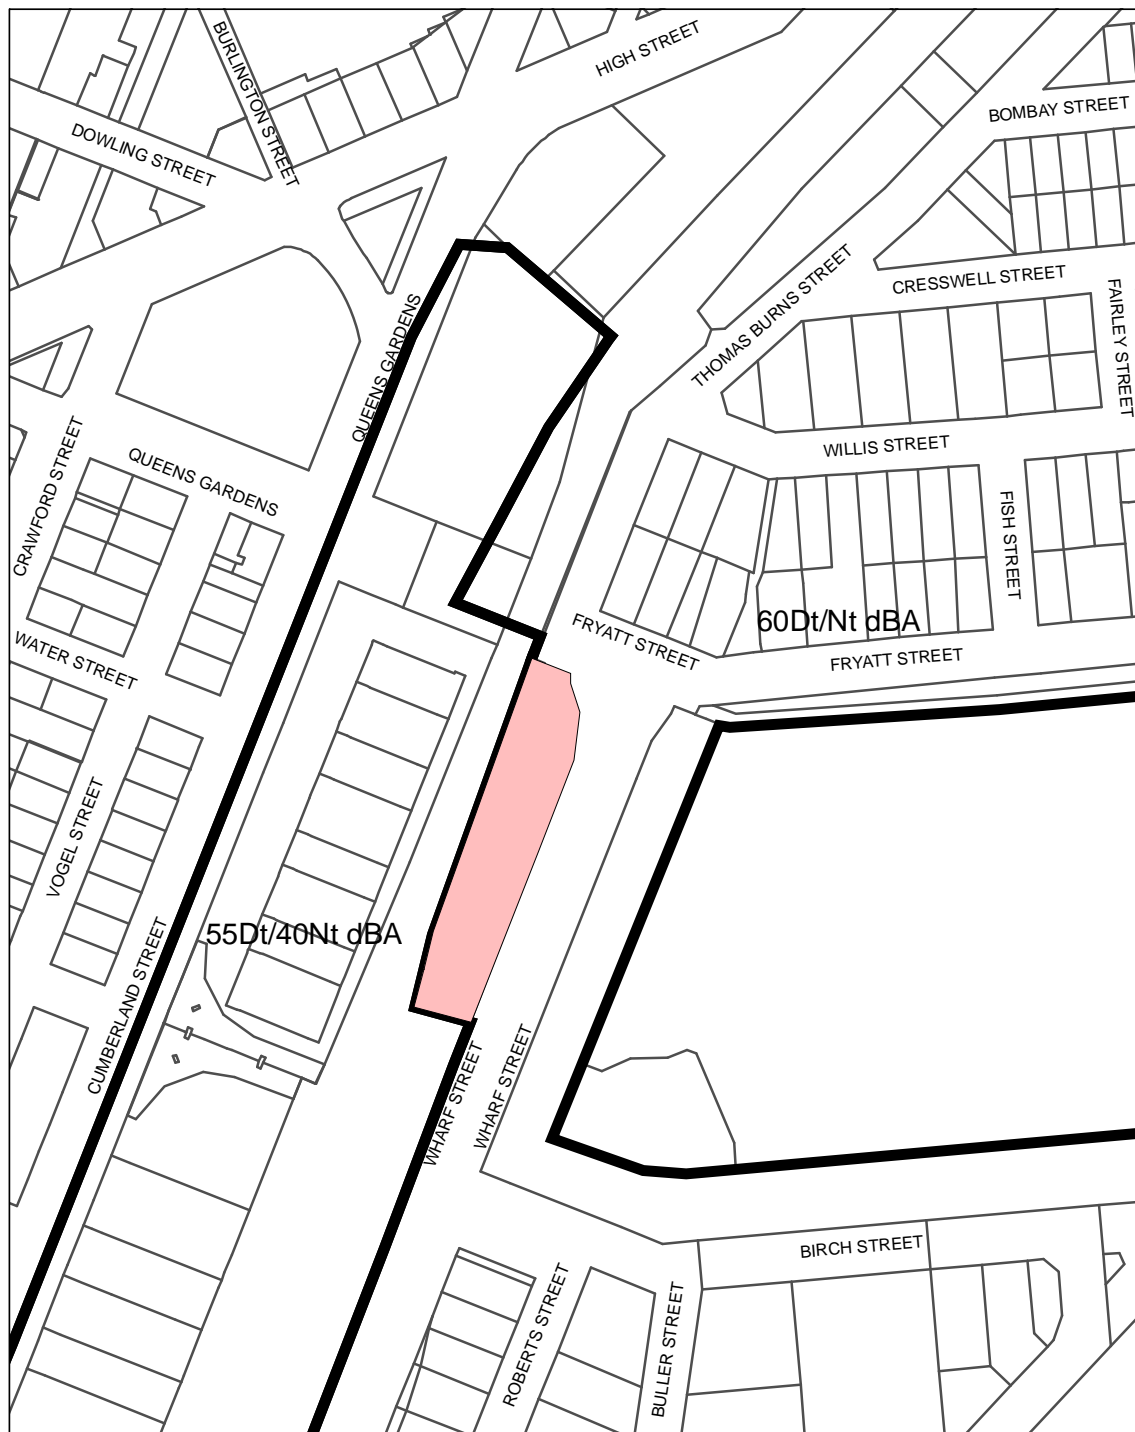 BURLINGTON STREET
HIGH STREET
DOWLING STREET
BOMBAY STREET
THOMAS BURNS STREET
CRESSWELL STREET
FAIRLEY STREET
QUEENS GARDENS
WILLIS STREET
CRAWFORD STREET
QUEENS GARDENS
FISH STREET
60Dt/Nt dBA
FRYATT STREET
WATER STREET
FRYATT STREET
VOGEL STREET
55Dt/40Nt dBA
CUMBERLAND STREET
WHARF STREET
WHARF STREET
BIRCH STREET
ROBERTS STREET
BULLER STREET